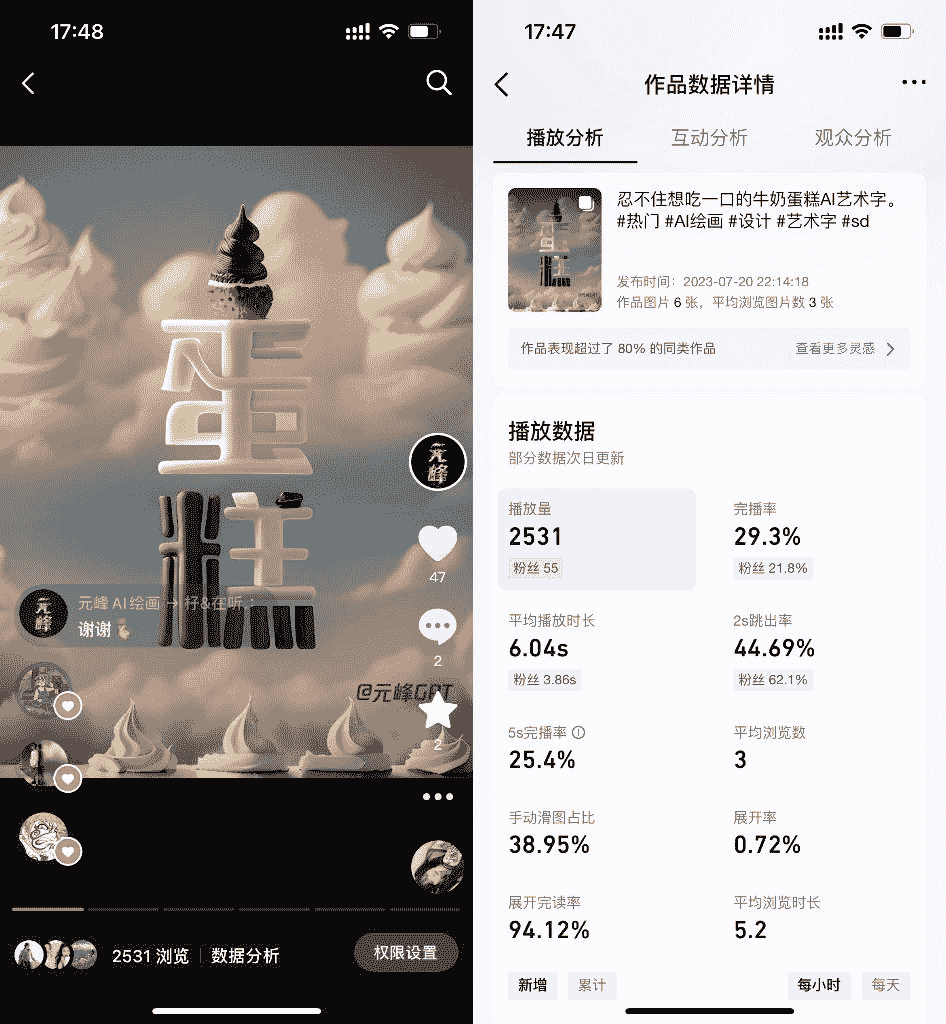 17:48
蛋
糕
元峰
47
2
元峰AI绘画 → 好&在听：
谢谢
@元峰GPT
2
2531 浏览
数据分析
权限设置
17:47
作品数据详情
播放分析
互动分析
观众分析
忍不住想吃一口的牛奶蛋糕AI艺术字。
#热门 #AI绘画 #设计 #艺术字 #sd
发布时间：2023-07-20 22:14:18
作品图片 6 张，平均浏览图片数 3 张
作品表现超过了 80% 的同类作品
查看更多灵感
播放数据
部分数据次日更新
播放量
2531
粉丝 55
完播率
29.3%
粉丝 21.8%
平均播放时长
6.04s
粉丝 3.86s
2s跳出率
44.69%
粉丝 62.1%
5s完播率
25.4%
平均浏览数
3
手动滑图占比
38.95%
展开率
0.72%
展开完读率
94.12%
平均浏览时长
5.2
新增
累计
每小时
每天